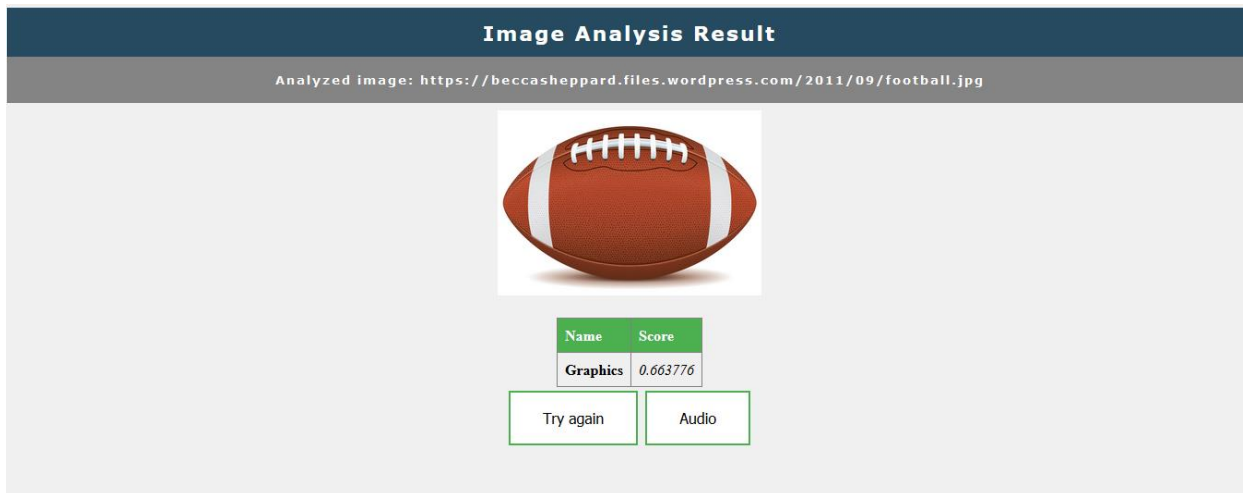 Image Analysis Result
Analyzed image: https://beccasheppard.files.wordpress.com/2011/09/football.jpg
Name Score
Graphics 0.663776
Try again Audio